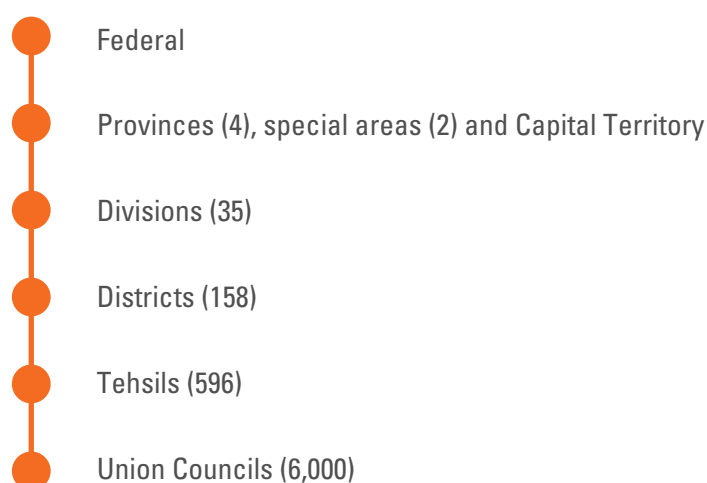 Federal
Provinces (4), special areas (2) and Capital Territory
Divisions (35)
Districts (158)
Tehsils (596)
Union Councils (6,000)